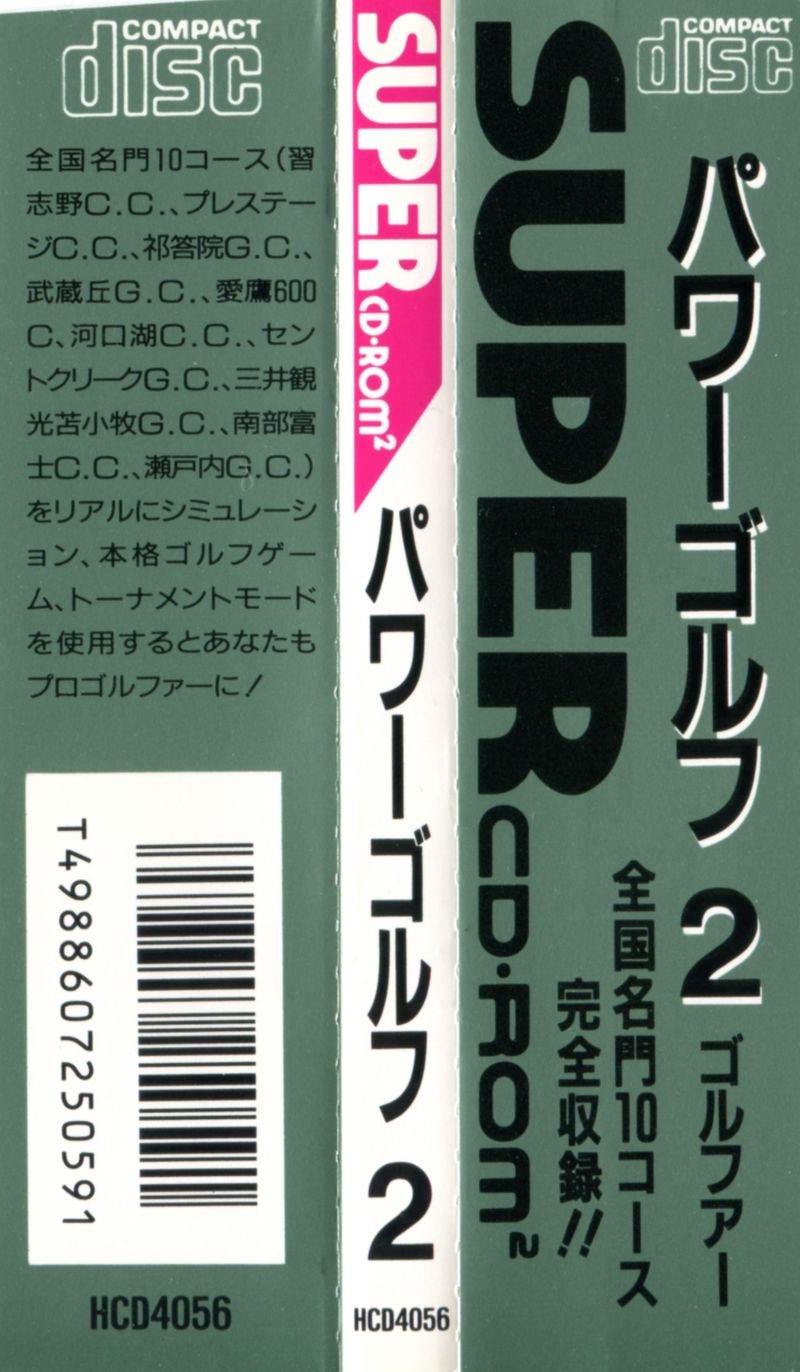 COMPACT
disc
全国名門10コース(習
志野C.C.、プレステー
ジC.C.、祁答院G.C.、
武蔵丘G.C.、愛鷹600
C、河口湖C.C.、セン
トクリークG.C.、三井観
光苫小牧G.C.、南部富
士C.C.、瀬戸内G.C.)
をリアルにシミュレーシ
ョン、本格ゴルフゲー
ム、トーナメントモード
を使用するとあなたも
プロゴルファーに!
T4988607250591
HCD4056
SUPER CD・ROM²
パワーゴルフ 2
HCD4056
COMPACT
disc
パワーゴルフ 2 ゴルファー
全国名門10コース
完全収録!!
SUPER CD・ROM²